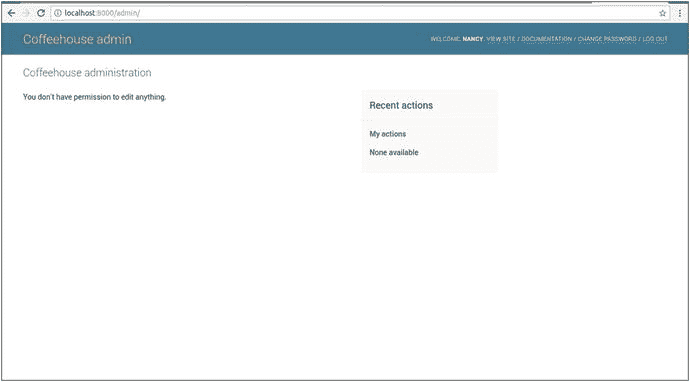 localhost:8000/admin/
Coffeehouse admin
WELCOME, NANCY. VIEW SITE / DOCUMENTATION / CHANGE PASSWORD / LOG OUT
Coffeehouse administration
You don't have permission to edit anything.
Recent actions
My actions
None available